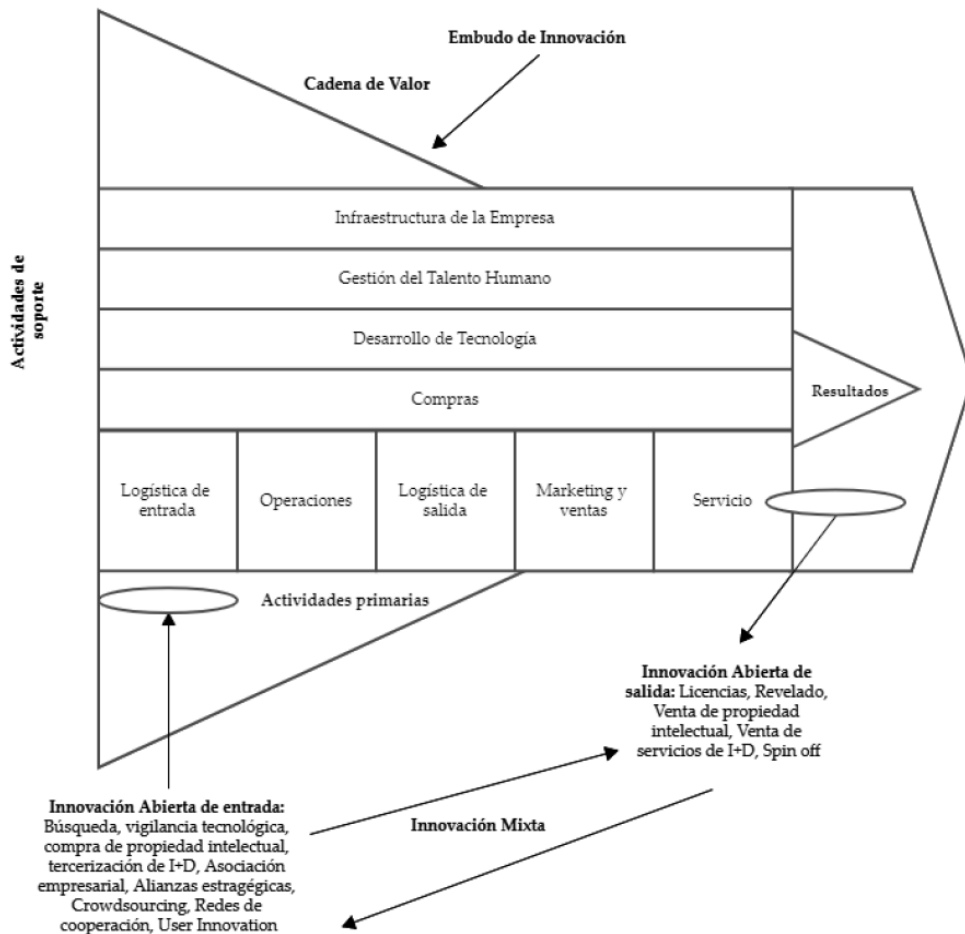 Embudo de Innovación
Cadena de Valor
Actividades de
soporte
Infraestructura de la Empresa
Gestión del Talento Humano
Desarrollo de Tecnología
Compras
Resultados
Logística de
entrada
Operaciones
Logística de
salida
Marketing y
ventas
Servicio
Actividades primarias
Innovación Abierta de
salida: Licencias, Revelado,
Venta de propiedad
intelectual, Venta de
servicios de I+D, Spin off
Innovación Abierta de entrada:
Búsqueda, vigilancia tecnológica,
compra de propiedad intelectual,
tercerización de I+D, Asociación
empresarial, Alianzas estragégicas,
Crowdsourcing, Redes de
cooperación, User Innovation
Innovación Mixta